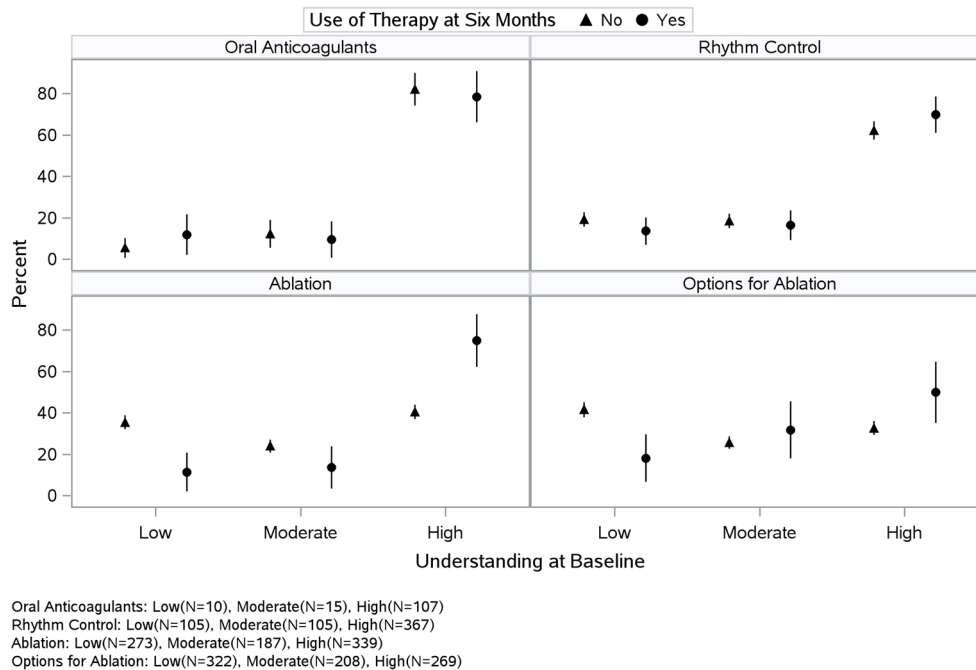 Use of Therapy at Six Months ▲ No ● Yes
Oral Anticoagulants
Rhythm Control
80
60
40
20
0
Ablation
Options for Ablation
80
60
40
20
0
Percent
Low Moderate High
Low Moderate High
Understanding at Baseline
Oral Anticoagulants: Low(N=10), Moderate(N=15), High(N=107)
Rhythm Control: Low(N=105), Moderate(N=105), High(N=367)
Ablation: Low(N=273), Moderate(N=187), High(N=339)
Options for Ablation: Low(N=322), Moderate(N=208), High(N=269)